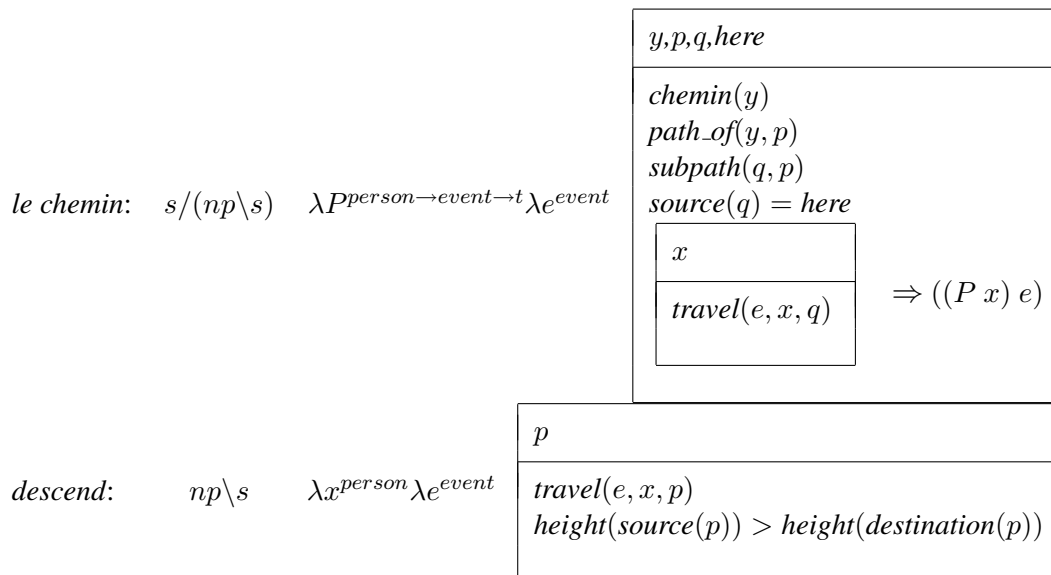 y,p,q,here
chemin(y)
path_of(y, p)
subpath(q, p)
le chemin: s/(np\s) λP^{person→event→t}λe^{event} source(q) = here
x
travel(e, x, q) ⇒ ((P x) e)
p
descend: np\s λx^{person}λe^{event} travel(e, x, p)
height(source(p)) > height(destination(p))